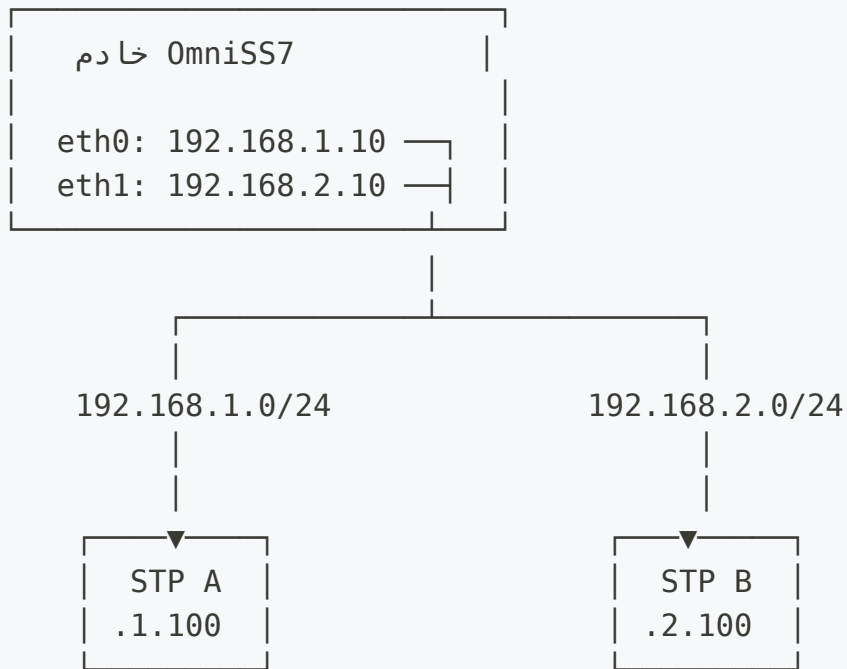 خادم OmniSS7
eth0: 192.168.1.10
eth1: 192.168.2.10
192.168.1.0/24 192.168.2.0/24
STP A STP B
.1.100 .2.100